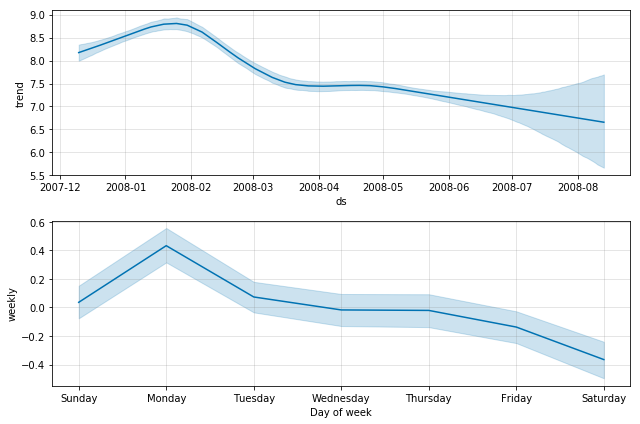 9.0
8.5
8.0
7.5
7.0
6.5
6.0
5.5
trend
2007-12 2008-01 2008-02 2008-03 2008-04 2008-05 2008-06 2008-07 2008-08
ds
0.6
0.4
0.2
0.0
−0.2
−0.4
weekly
Sunday Monday Tuesday Wednesday Thursday Friday Saturday
Day of week